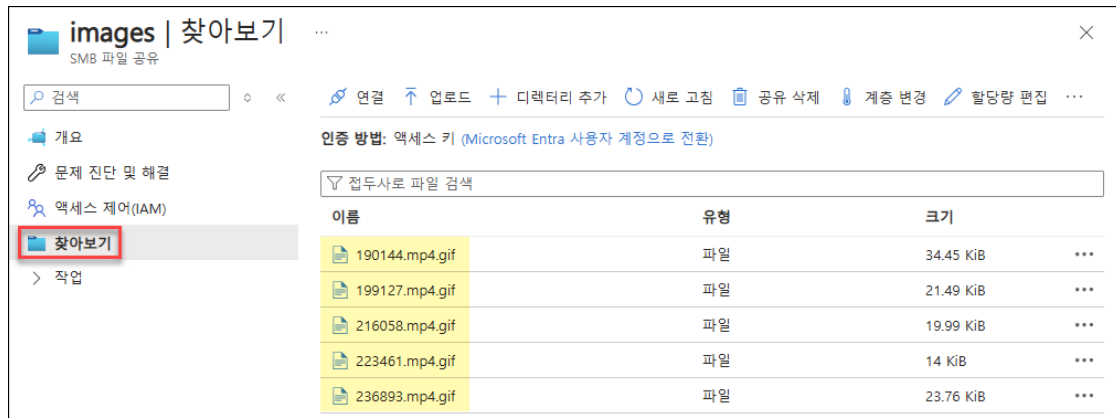 images | 찾아보기 ...
SMB 파일 공유
검색
연결 업로드 디렉터리 추가 새로 고침 공유 삭제 계층 변경 할당량 편집 ...
개요
인증 방법: 액세스 키 (Microsoft Entra 사용자 계정으로 전환)
문제 진단 및 해결
접두사로 파일 검색
액세스 제어(IAM)
이름 유형 크기
찾아보기
190144.mp4.gif 파일 34.45 KiB
작업
199127.mp4.gif 파일 21.49 KiB
216058.mp4.gif 파일 19.99 KiB
223461.mp4.gif 파일 14 KiB
236893.mp4.gif 파일 23.76 KiB